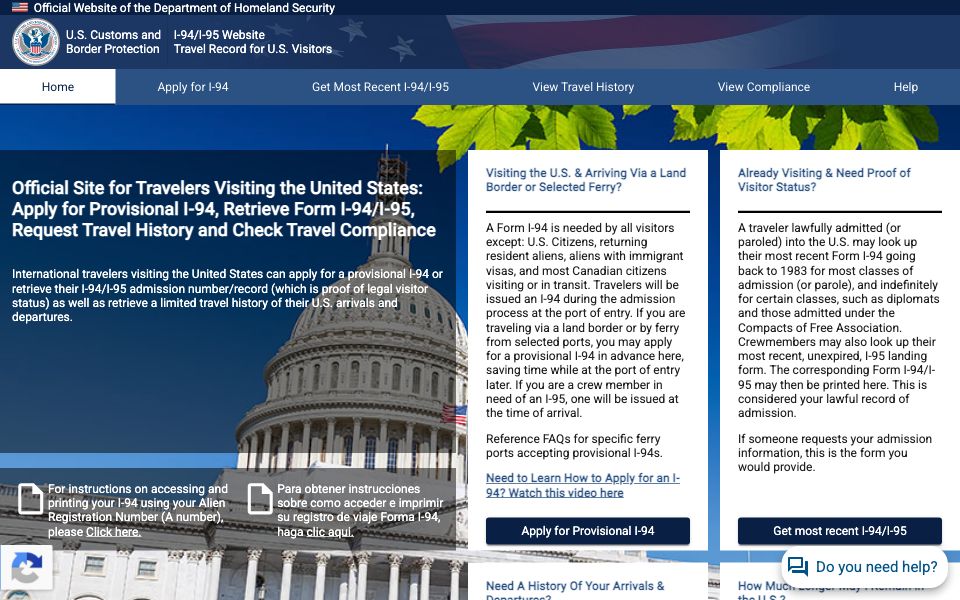 Official Website of the Department of Homeland Security
U.S. Customs and
Border Protection
I-94/I-95 Website
Travel Record for U.S. Visitors
Home
Apply for I-94
Get Most Recent I-94/I-95
View Travel History
View Compliance
Help
Official Site for Travelers Visiting the United States:
Apply for Provisional I-94, Retrieve Form I-94/I-95,
Request Travel History and Check Travel Compliance
International travelers visiting the United States can apply for a provisional I-94 or
retrieve their I-94/I-95 admission number/record (which is proof of legal visitor
status) as well as retrieve a limited travel history of their U.S. arrivals and
departures.
For instructions on accessing and
printing your I-94 using your Alien
Registration Number (A number),
please Click here.
Para obtener instrucciones
sobre como acceder e imprimir
su registro de viaje Forma I-94,
haga clic aquí.
Visiting the U.S. & Arriving Via a Land
Border or Selected Ferry?
A Form I-94 is needed by all visitors
except: U.S. Citizens, returning
resident aliens, aliens with immigrant
visas, and most Canadian citizens
visiting or in transit. Travelers will be
issued an I-94 during the admission
process at the port of entry. If you are
traveling via a land border or by ferry
from selected ports, you may apply
for a provisional I-94 in advance here,
saving time while at the port of entry
later. If you are a crew member in
need of an I-95, one will be issued at
the time of arrival.
Reference FAQs for specific ferry
ports accepting provisional I-94s.
Need to Learn How to Apply for an I-
94? Watch this video here
Apply for Provisional I-94
Already Visiting & Need Proof of
Visitor Status?
A traveler lawfully admitted (or
paroled) into the U.S. may look up
their most recent Form I-94 going
back to 1983 for most classes of
admission (or parole), and indefinitely
for certain classes, such as diplomats
and those admitted under the
Compacts of Free Association.
Crewmembers may also look up their
most recent, unexpired, I-95 landing
form. The corresponding Form I-94/I-
95 may then be printed here. This is
considered your lawful record of
admission.
If someone requests your admission
information, this is the form you
would provide.
Get most recent I-94/I-95
Need A History Of Your Arrivals &
Departures?
How Much Longer May I Remain in
the U.S.?
Do you need help?